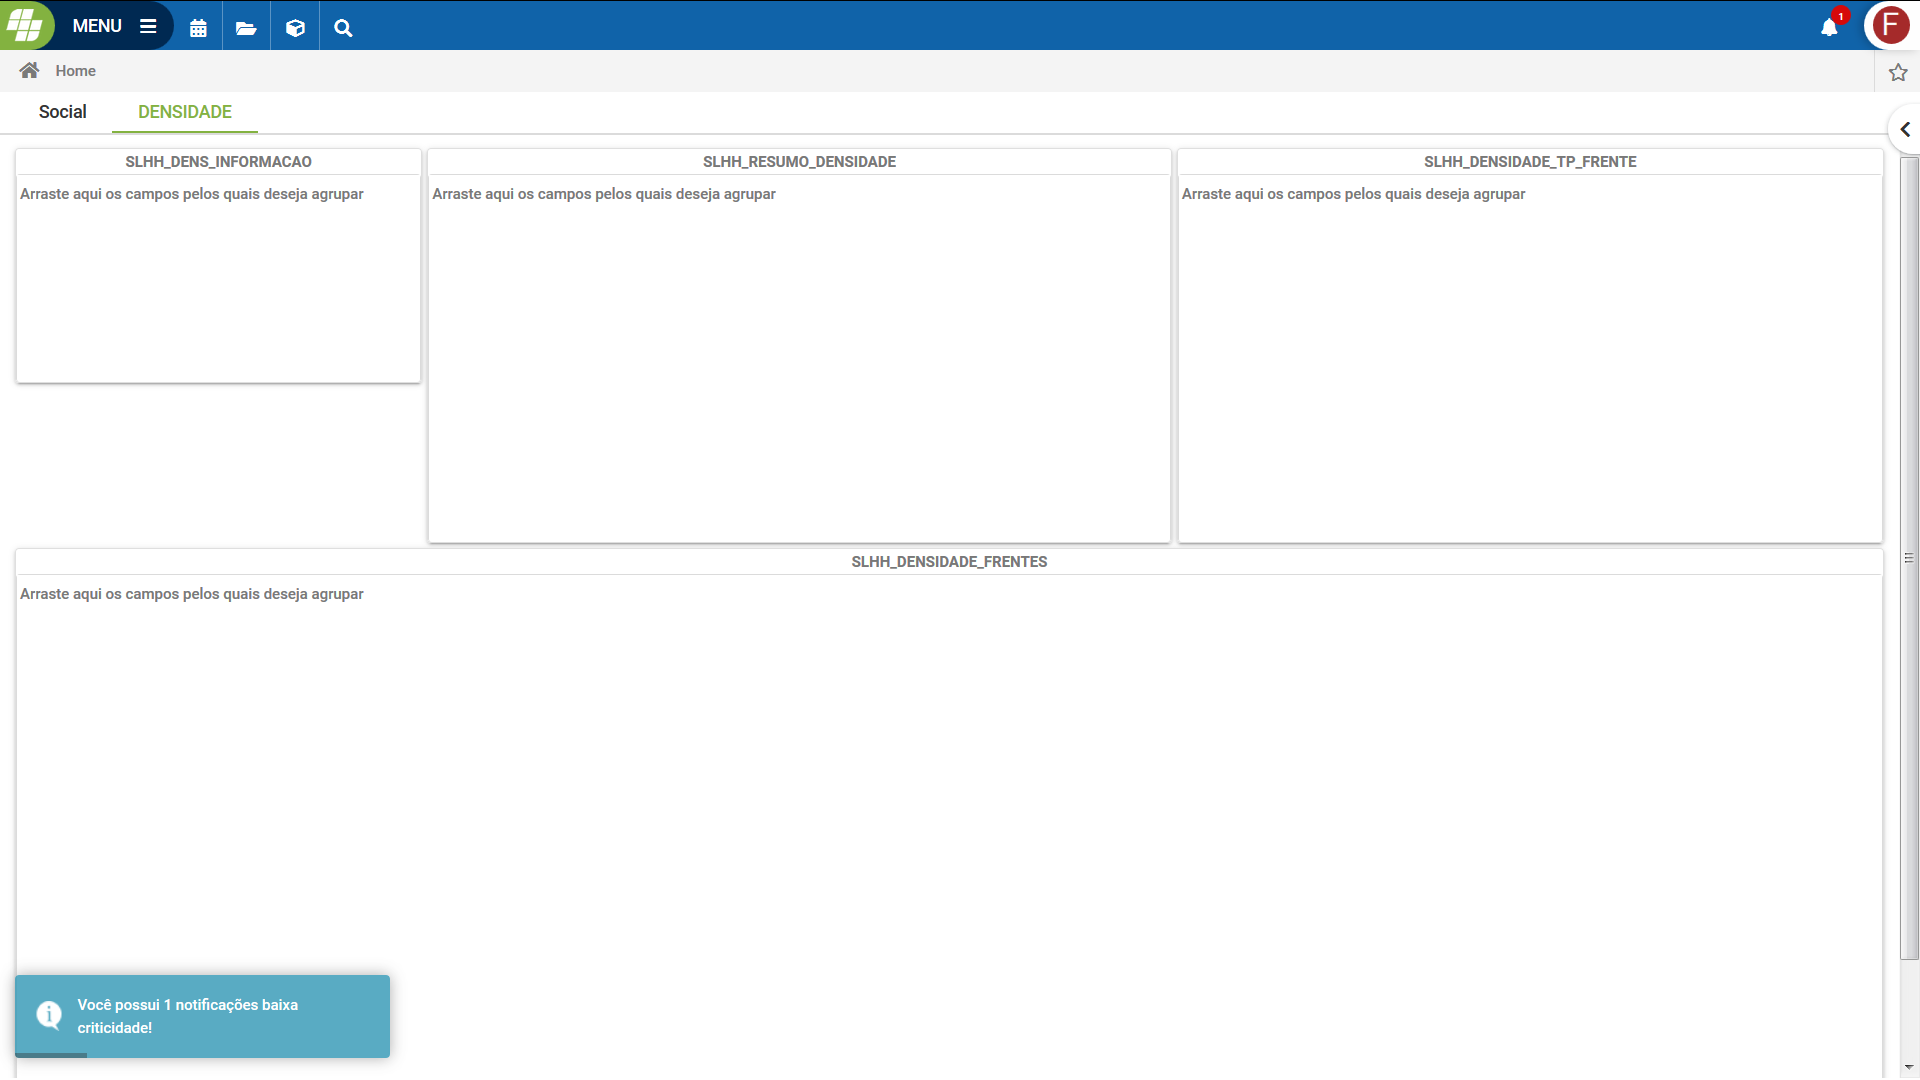 MENU
1
F
Home
Social
DENSIDADE
SLHH_DENS_INFORMACAO
Arraste aqui os campos pelos quais deseja agrupar
SLHH_RESUMO_DENSIDADE
Arraste aqui os campos pelos quais deseja agrupar
SLHH_DENSIDADE_TP_FRENTE
Arraste aqui os campos pelos quais deseja agrupar
SLHH_DENSIDADE_FRENTES
Arraste aqui os campos pelos quais deseja agrupar
Você possui 1 notificações baixa
criticidade!